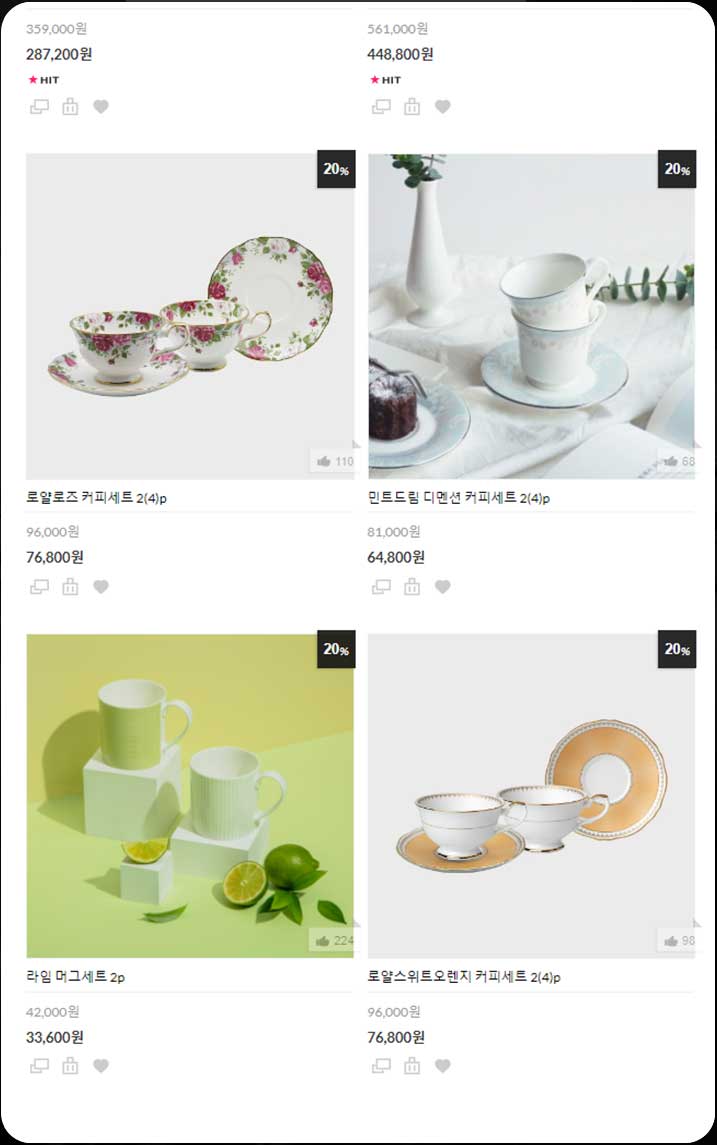 359,000원
561,000원
287,200원
448,800원
★ HIT
★ HIT
20%
20%
110
68
로얄로즈 커피세트 2(4)p
민트드림 디멘션 커피세트 2(4)p
96,000원
81,000원
76,800원
64,800원
20%
20%
224
98
라임 머그세트 2p
로얄스위트오렌지 커피세트 2(4)p
42,000원
96,000원
33,600원
76,800원